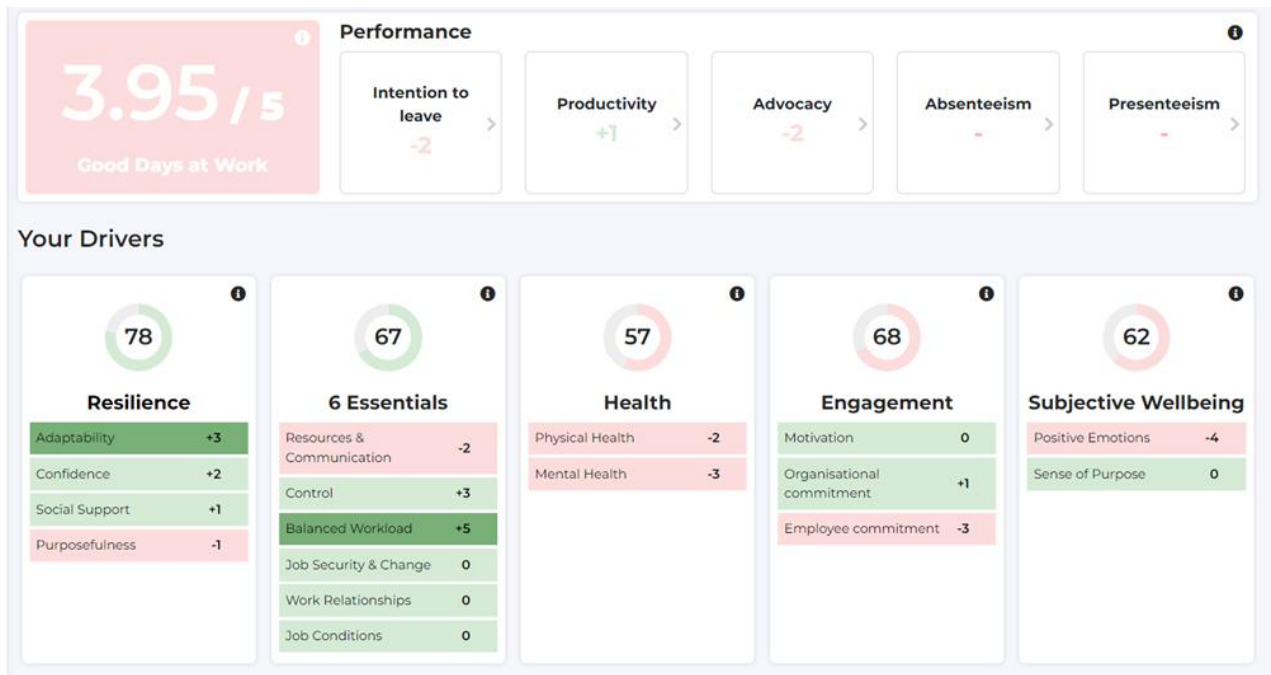 Performance
3.95 / 5
Good Days at Work
Intention to
leave
-2
Productivity
+1
Advocacy
-2
Absenteeism
-
Presenteeism
-
Your Drivers
78
Resilience
Adaptability +3
Confidence +2
Social Support +1
Purposefulness -1
67
6 Essentials
Resources &
Communication -2
Control +3
Balanced Workload +5
Job Security & Change 0
Work Relationships 0
Job Conditions 0
57
Health
Physical Health -2
Mental Health -3
68
Engagement
Motivation 0
Organisational
commitment +1
Employee commitment -3
62
Subjective Wellbeing
Positive Emotions -4
Sense of Purpose 0